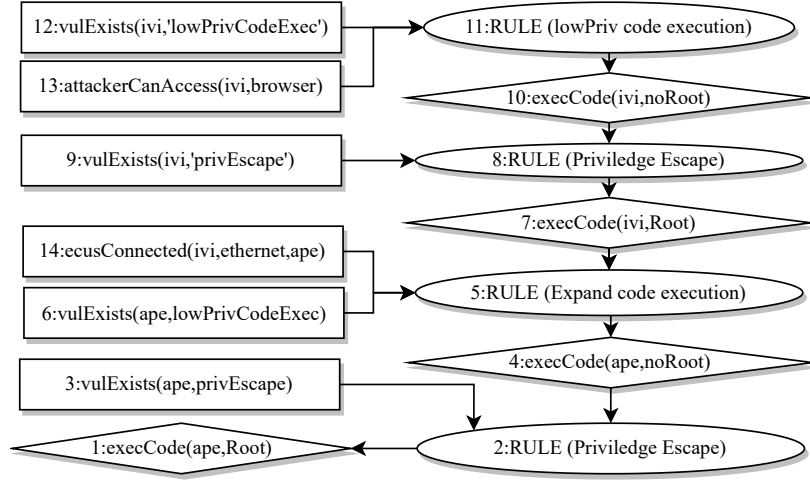 12:vulExists(ivi,'lowPrivCodeExec')
11:RULE (lowPriv code execution)
13:attackerCanAccess(ivi,browser)
10:execCode(ivi,noRoot)
9:vulExists(ivi,'privEscape')
8:RULE (Priviledge Escape)
7:execCode(ivi,Root)
14:ecusConnected(ivi,ethernet,ape)
5:RULE (Expand code execution)
6:vulExists(ape,lowPrivCodeExec)
4:execCode(ape,noRoot)
3:vulExists(ape,privEscape)
1:execCode(ape,Root)
2:RULE (Priviledge Escape)